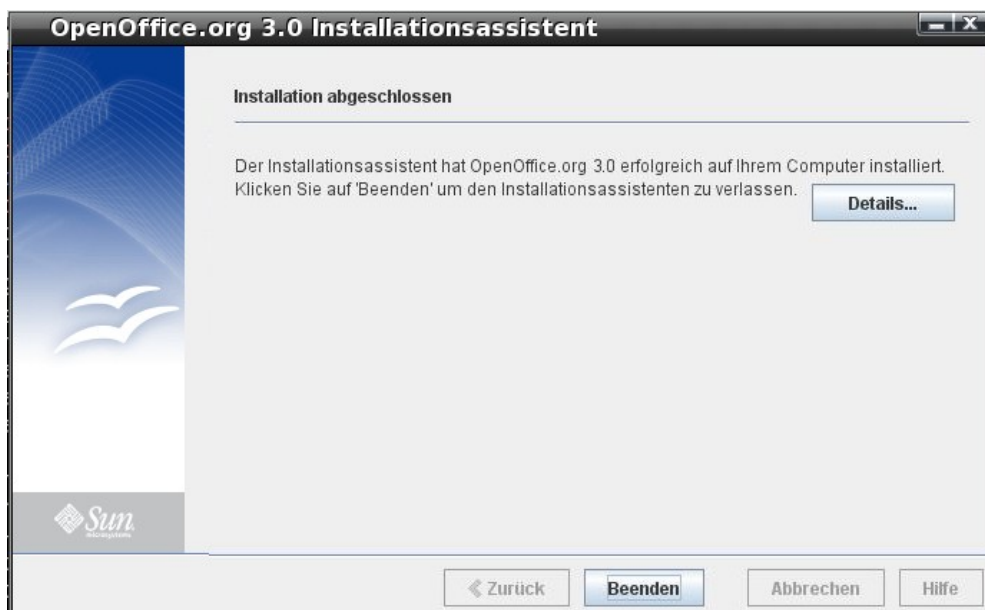 OpenOffice.org 3.0 Installationsassistent
Installation abgeschlossen
Der Installationsassistent hat OpenOffice.org 3.0 erfolgreich auf Ihrem Computer installiert.
Klicken Sie auf 'Beenden' um den Installationsassistenten zu verlassen.
Details...
Sun
microsystems
Zurück
Beenden
Abbrechen
Hilfe